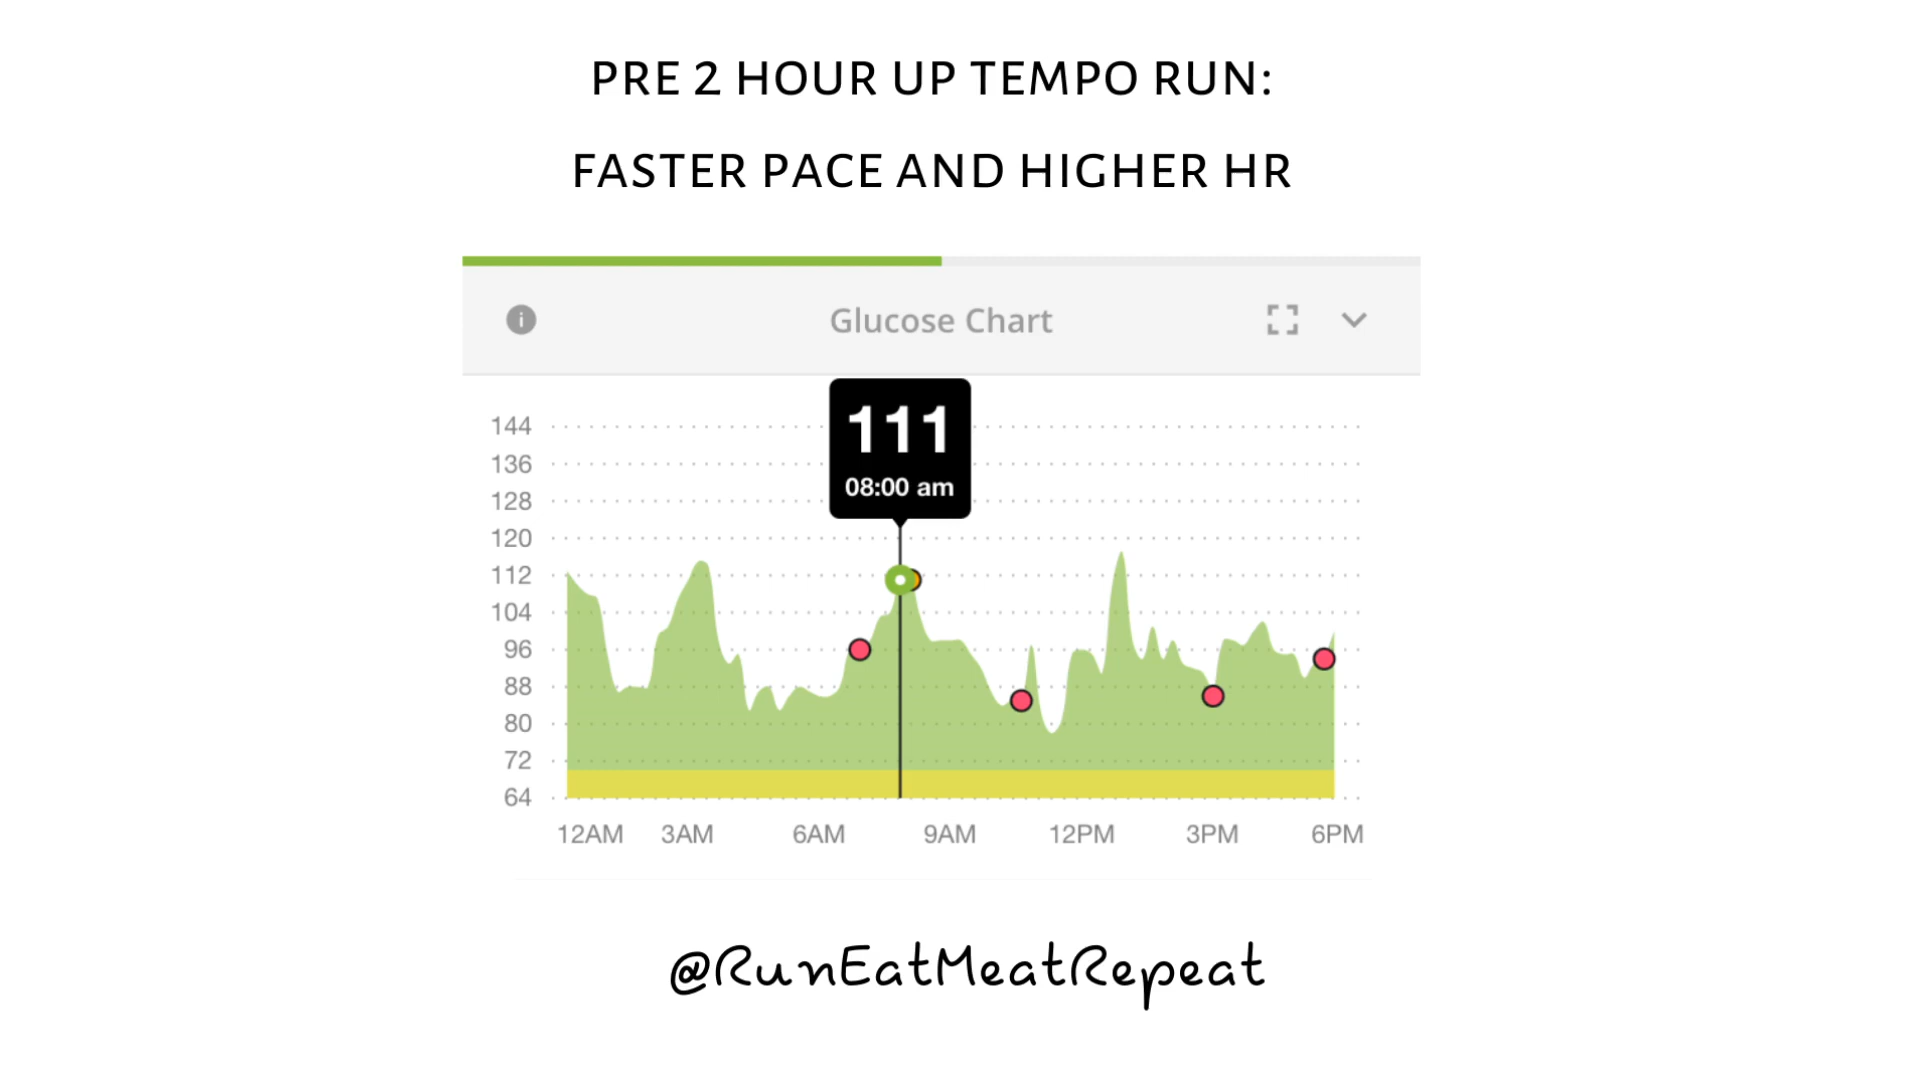 PRE 2 HOUR UP TEMPO RUN:
FASTER PACE AND HIGHER HR
Glucose Chart
111
08:00 am
144
136
128
120
112
104
96
88
80
72
64
12AM 3AM 6AM 9AM 12PM 3PM 6PM
@RunEatMeatRepeat